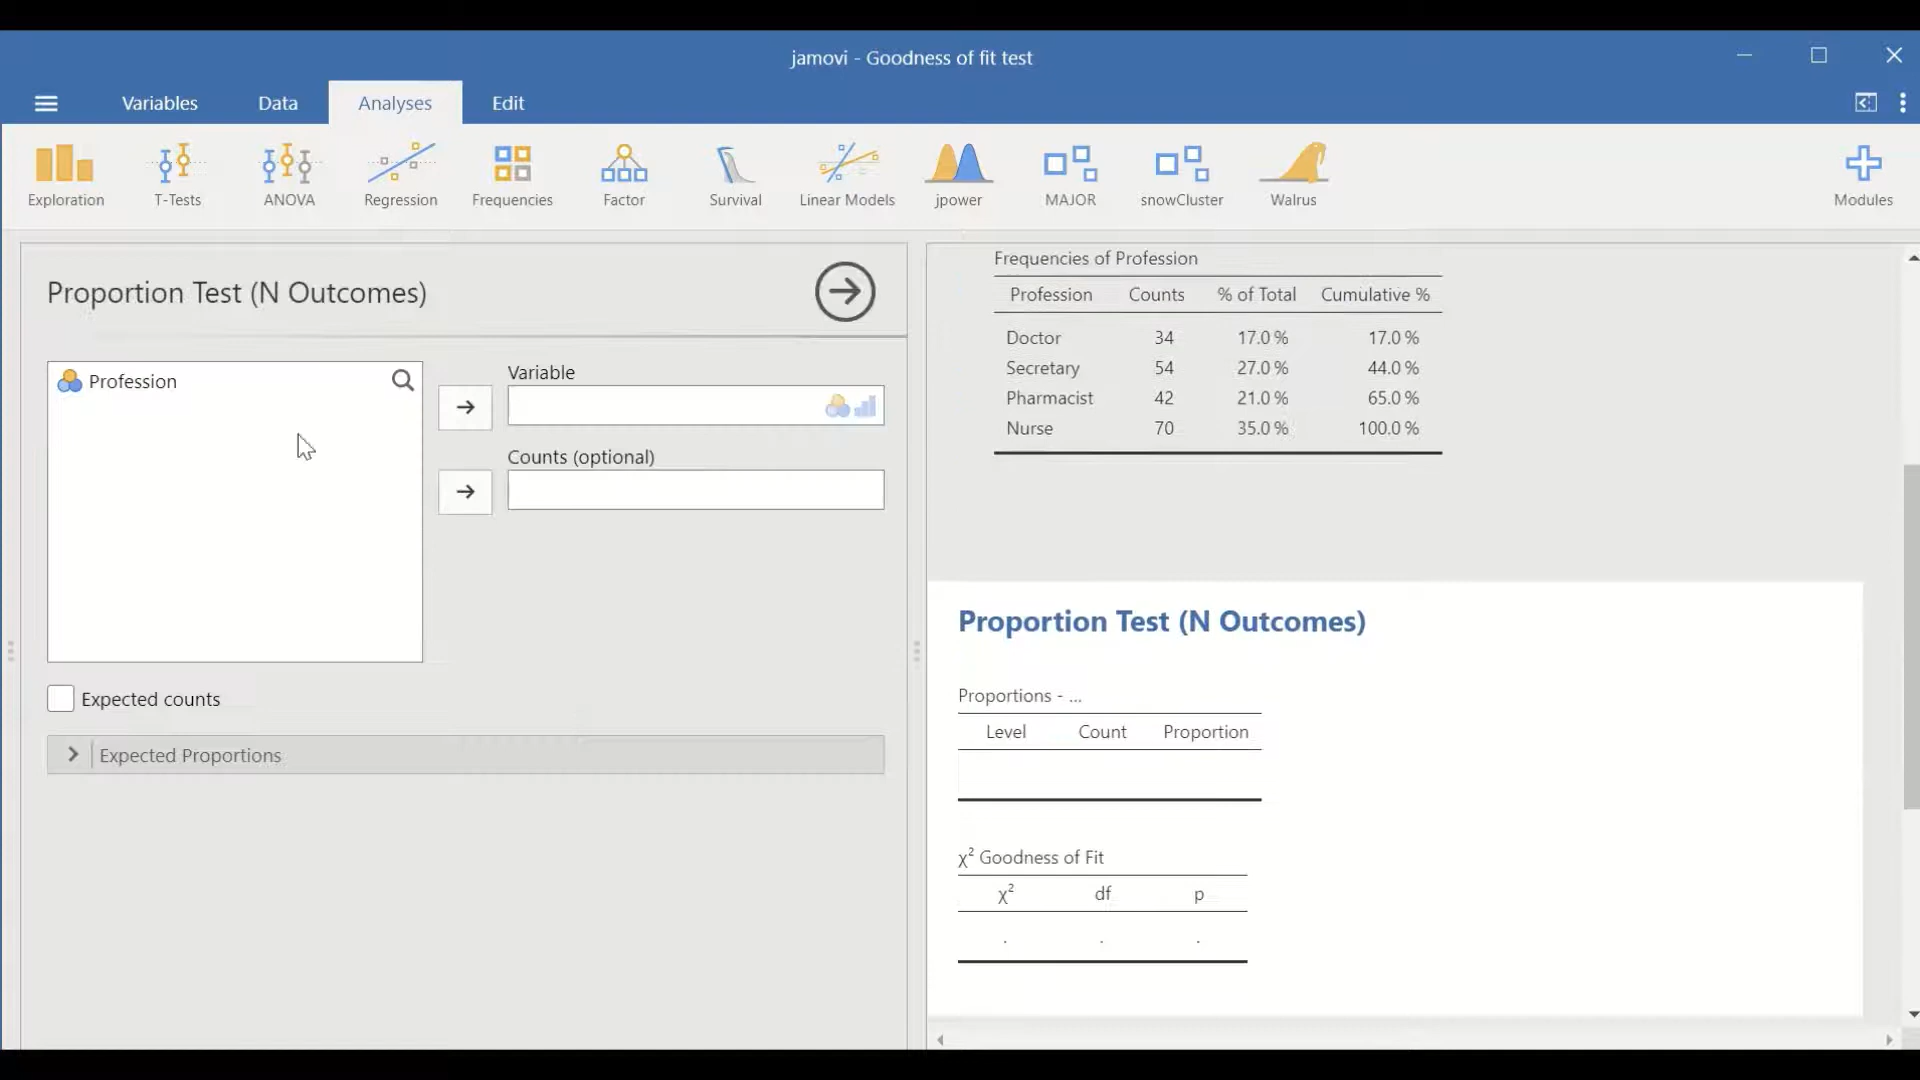 jamovi - Goodness of fit test
Variables Data Analyses Edit
Exploration T-Tests ANOVA Regression Frequencies Factor Survival Linear Models jpower MAJOR snowCluster Walrus Modules
Proportion Test (N Outcomes)
Profession
Variable
Counts (optional)
Expected counts
Expected Proportions
Frequencies of Profession
Profession Counts % of Total Cumulative %
Doctor 34 17.0 % 17.0 %
Secretary 54 27.0 % 44.0 %
Pharmacist 42 21.0 % 65.0 %
Nurse 70 35.0 % 100.0 %
Proportion Test (N Outcomes)
Proportions - ...
Level Count Proportion
χ² Goodness of Fit
χ² df p
. . .